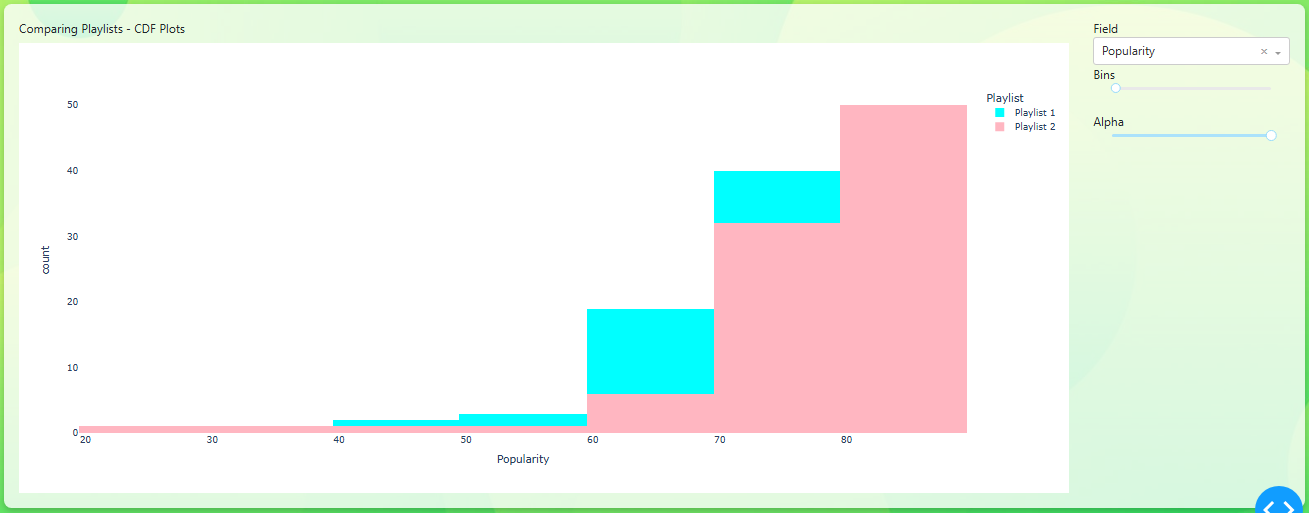 Comparing Playlists - CDF Plots
Field
Popularity
×
Bins
Alpha
Playlist
Playlist 1
Playlist 2
50
40
30
20
10
0
count
20 30 40 50 60 70 80
Popularity